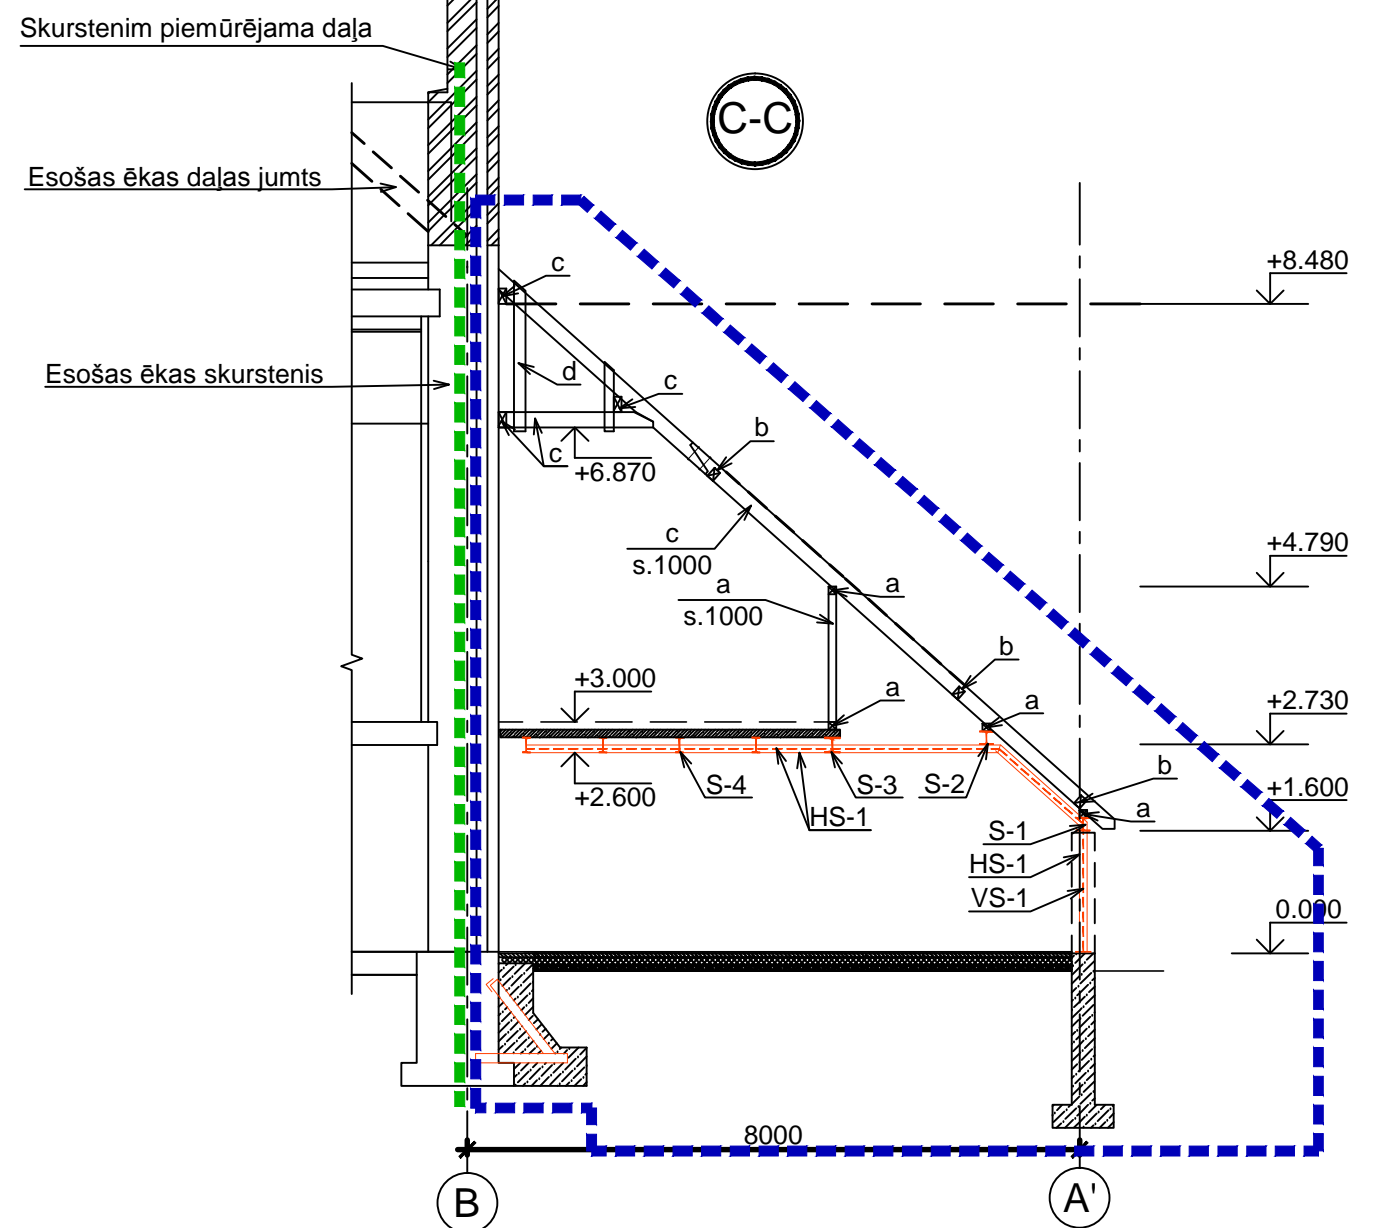 Skurstenim piemūrējama daļa
C-C
Esošas ēkas daļas jumts
+8.480
c
Esošas ēkas skurstenis
d
c
b
c
+6.870
c
s.1000
+4.790
a
s.1000
a
b
+3.000
a
a
+2.730
b
+2.600
S-4
S-3
S-2
+1.600
HS-1
a
S-1
HS-1
VS-1
0.000
8000
B
A'